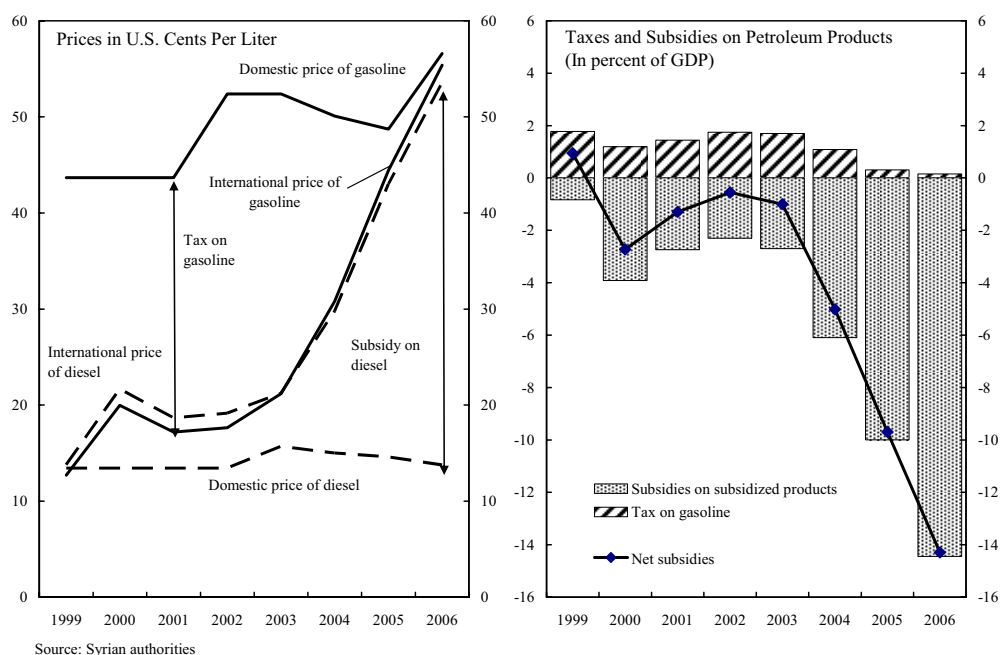 Prices in U.S. Cents Per Liter
60
50
40
30
20
10
0
60
50
40
30
20
10
0
Domestic price of gasoline
International price of
gasoline
Tax on
gasoline
International price
of diesel
Subsidy on
diesel
Domestic price of diesel
1999 2000 2001 2002 2003 2004 2005 2006
Taxes and Subsidies on Petroleum Products
(In percent of GDP)
6
4
2
0
-2
-4
-6
-8
-10
-12
-14
-16
6
4
2
0
-2
-4
-6
-8
-10
-12
-14
-16
Subsidies on subsidized products
Tax on gasoline
Net subsidies
1999 2000 2001 2002 2003 2004 2005 2006
Source: Syrian authorities